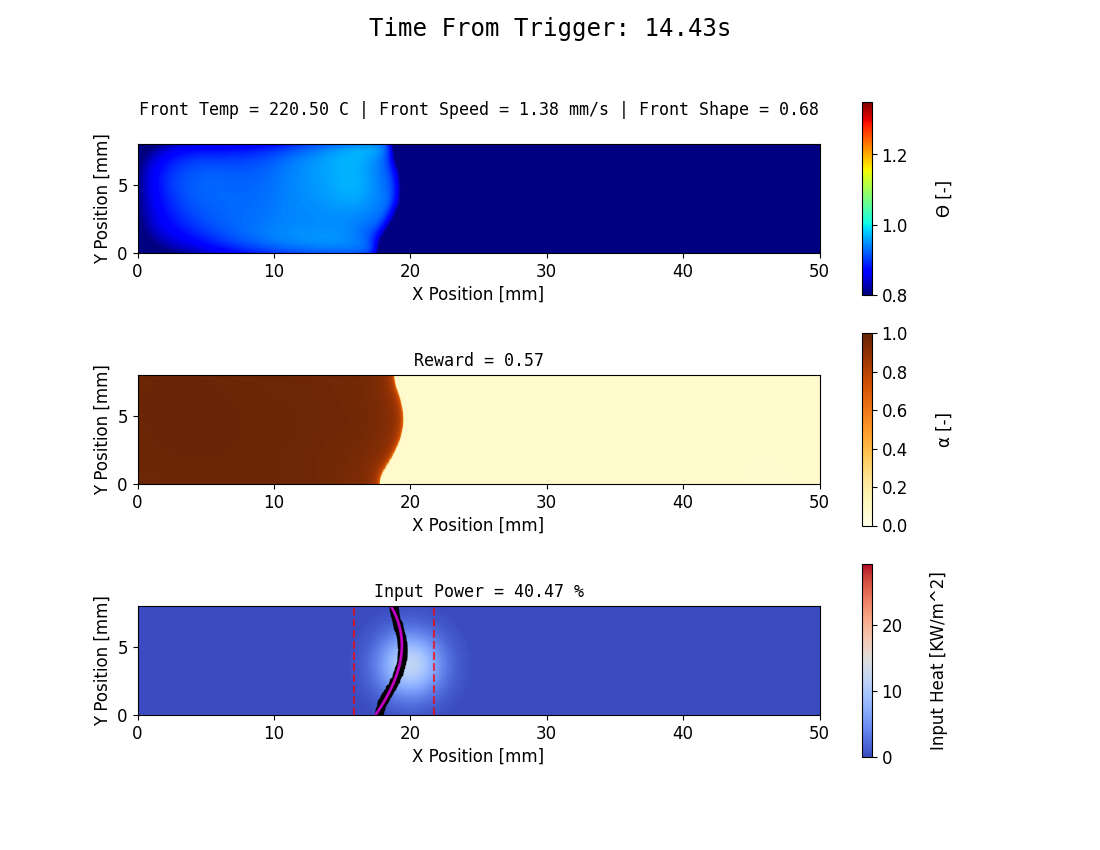 Time From Trigger: 14.43s
Front Temp = 220.50 C | Front Speed = 1.38 mm/s | Front Shape = 0.68
Y Position [mm]
5
0
0 10 20 30 40 50
X Position [mm]
1.2
1.0
0.8
Θ [-]
Reward = 0.57
Y Position [mm]
5
0
0 10 20 30 40 50
X Position [mm]
1.0
0.8
0.6
0.4
0.2
0.0
α [-]
Input Power = 40.47 %
Y Position [mm]
5
0
0 10 20 30 40 50
X Position [mm]
20
10
0
Input Heat [KW/m^2]